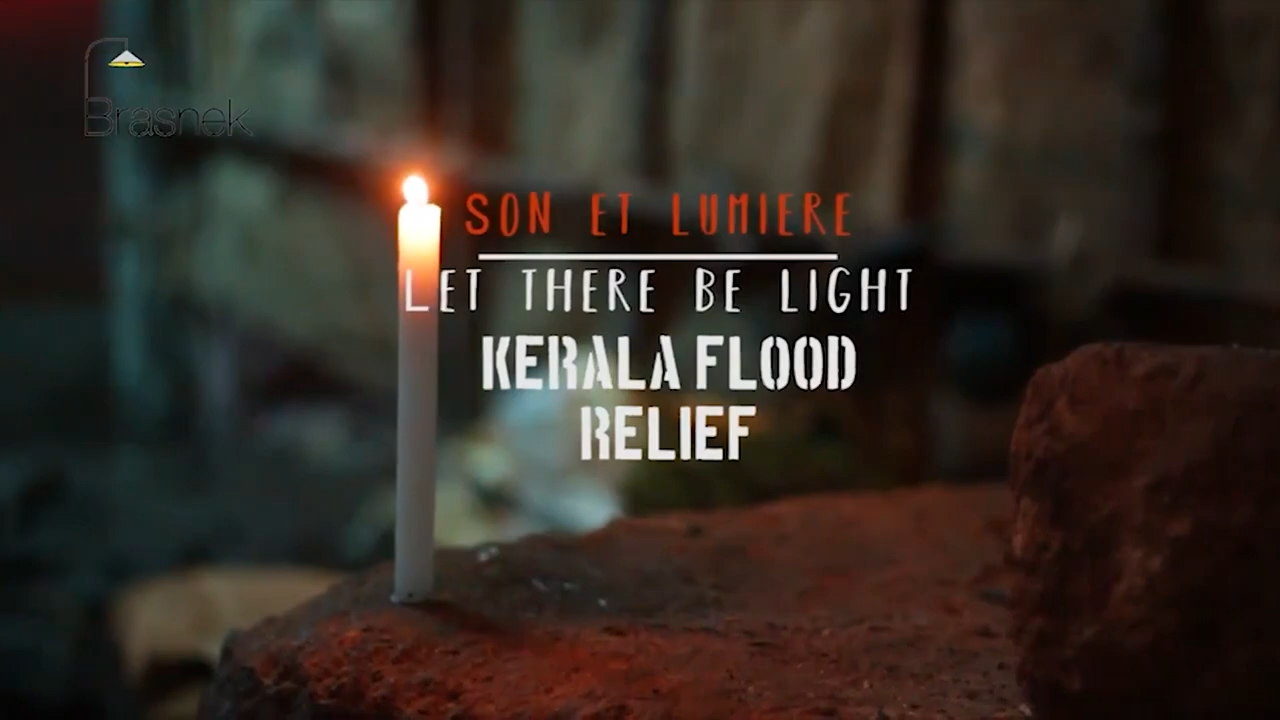 Brasnek
SON ET LUMIERE
LET THERE BE LIGHT
KERALA FLOOD
RELIEF